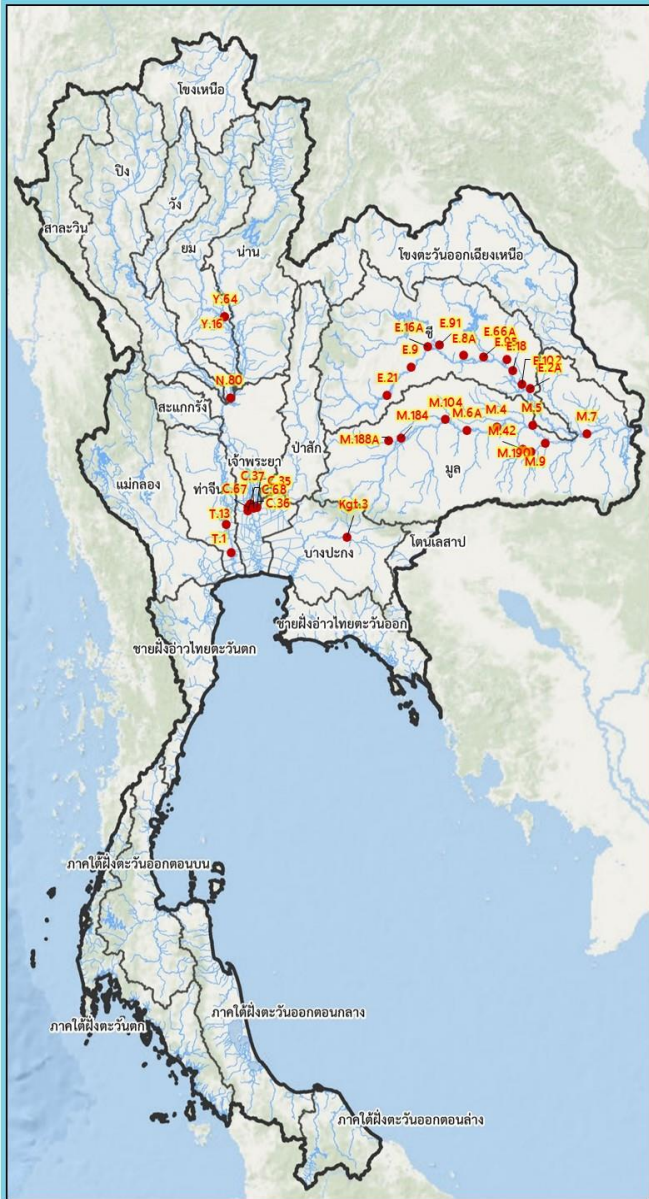 โขงเหนือ
ปิง
วัง
สาละวิน
ยม
น่าน
โขงตะวันออกเฉียงเหนือ
Y.64
Y.16
E.16A
ชี
E.91
E.8A
E.66A
E.95
E.18
E.9
E.102
E.2A
E.21
N.80
สะแกกรัง
M.104
M.6A
M.4
M.5
M.7
M.184
M.42
M.188A
ป่าสัก
เจ้าพระยา
M.190
M.9
แม่กลอง
มูล
ท่าจีน
C.37
C.35
C.67
C.68
C.36
T.13
Kgt.3
T.1
บางปะกง
โตนเลสาป
ชายฝั่งอ่าวไทยตะวันออก
ชายฝั่งอ่าวไทยตะวันตก
ภาคใต้ฝั่งตะวันออกตอนบน
ภาคใต้ฝั่งตะวันออกตอนกลาง
ภาคใต้ฝั่งตะวันตก
ภาคใต้ฝั่งตะวันออกตอนล่าง